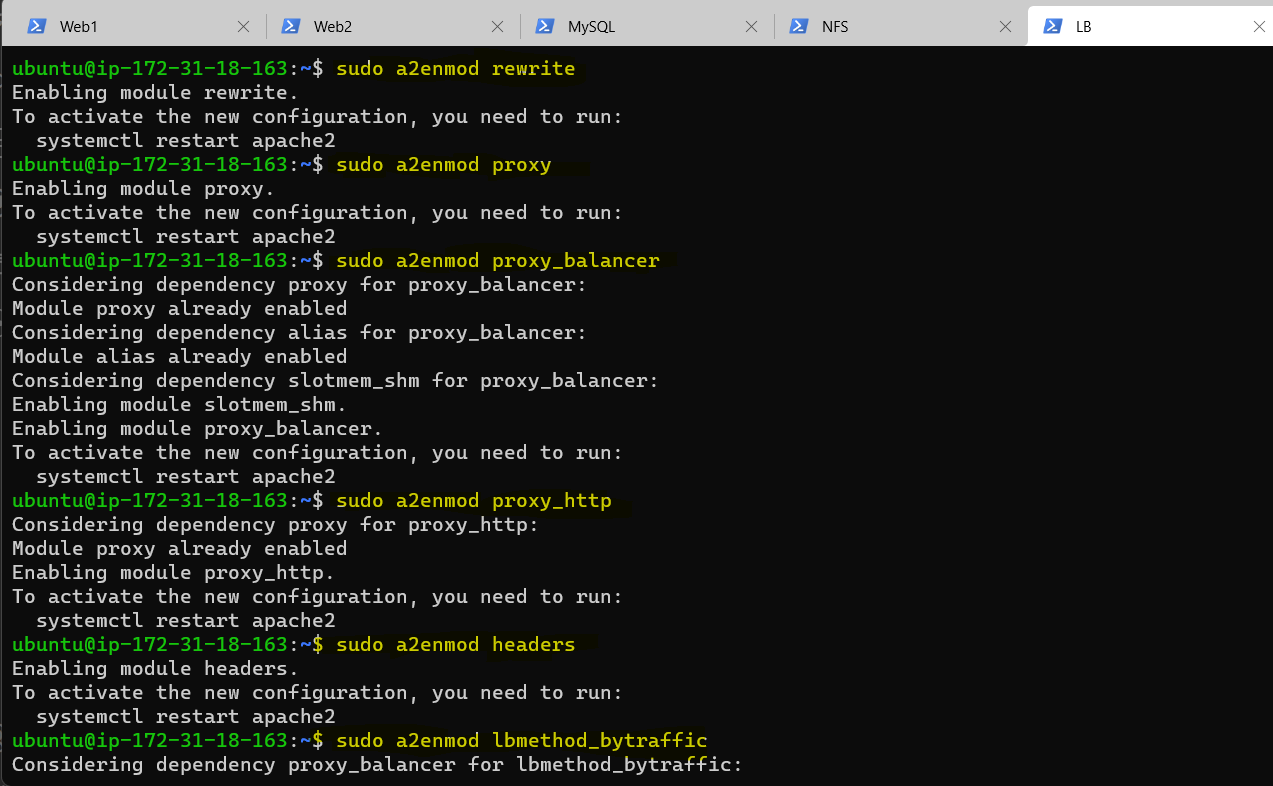 Web1
Web2
MySQL
NFS
LB
ubuntu@ip-172-31-18-163:~$ sudo a2enmod rewrite
Enabling module rewrite.
To activate the new configuration, you need to run:
  systemctl restart apache2
ubuntu@ip-172-31-18-163:~$ sudo a2enmod proxy
Enabling module proxy.
To activate the new configuration, you need to run:
  systemctl restart apache2
ubuntu@ip-172-31-18-163:~$ sudo a2enmod proxy_balancer
Considering dependency proxy for proxy_balancer:
Module proxy already enabled
Considering dependency alias for proxy_balancer:
Module alias already enabled
Considering dependency slotmem_shm for proxy_balancer:
Enabling module slotmem_shm.
Enabling module proxy_balancer.
To activate the new configuration, you need to run:
  systemctl restart apache2
ubuntu@ip-172-31-18-163:~$ sudo a2enmod proxy_http
Considering dependency proxy for proxy_http:
Module proxy already enabled
Enabling module proxy_http.
To activate the new configuration, you need to run:
  systemctl restart apache2
ubuntu@ip-172-31-18-163:~$ sudo a2enmod headers
Enabling module headers.
To activate the new configuration, you need to run:
  systemctl restart apache2
ubuntu@ip-172-31-18-163:~$ sudo a2enmod lbmethod_bytraffic
Considering dependency proxy_balancer for lbmethod_bytraffic: